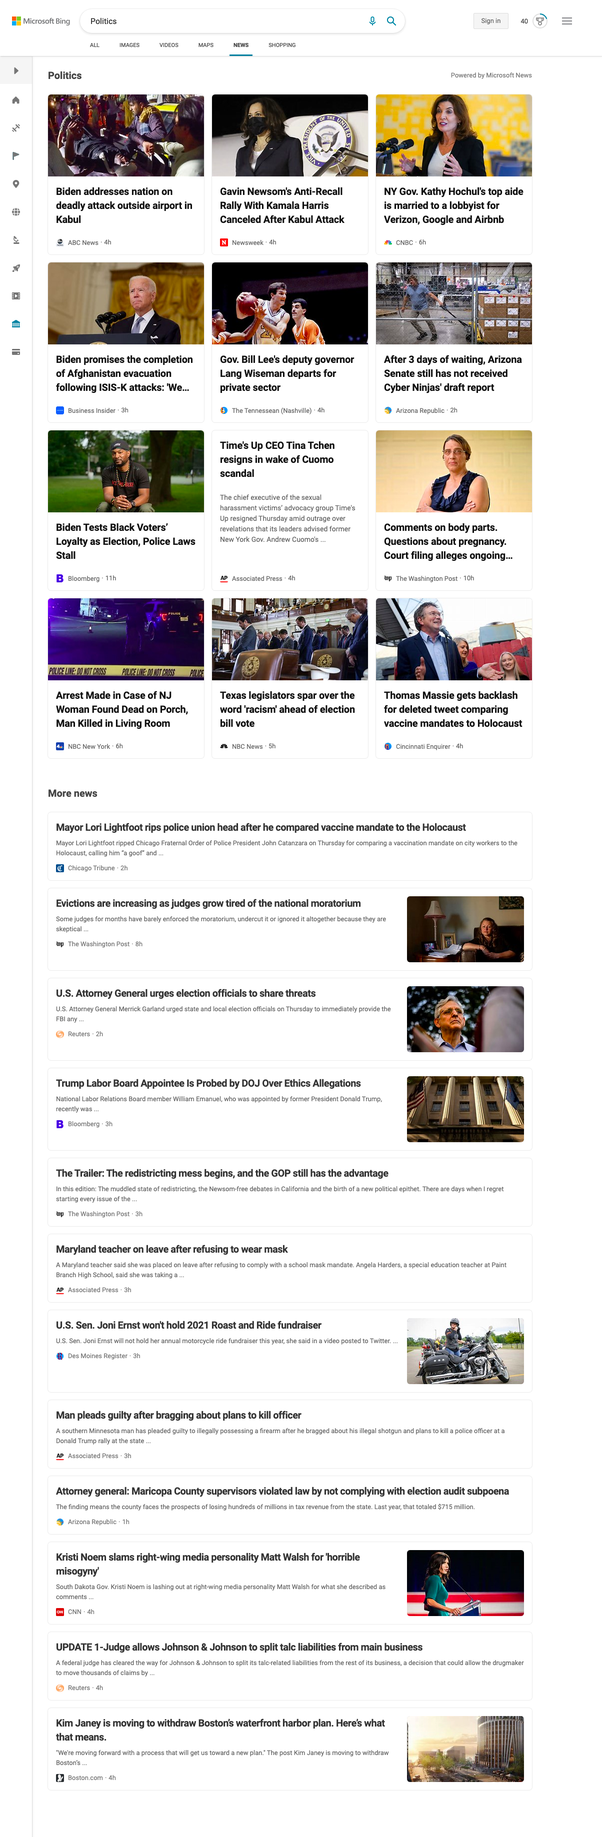 Microsoft Bing
Politics
Sign in
40
ALL
IMAGES
VIDEOS
MAPS
NEWS
SHOPPING
Politics
Powered by Microsoft News
Biden addresses nation on
deadly attack outside airport in
Kabul
ABC News · 4h
Gavin Newsom's Anti-Recall
Rally With Kamala Harris
Canceled After Kabul Attack
Newsweek · 4h
NY Gov. Kathy Hochul's top aide
is married to a lobbyist for
Verizon, Google and Airbnb
CNBC · 6h
Biden promises the completion
of Afghanistan evacuation
following ISIS-K attacks: 'We...
Business Insider · 3h
Gov. Bill Lee's deputy governor
Lang Wiseman departs for
private sector
The Tennessean (Nashville) · 4h
After 3 days of waiting, Arizona
Senate still has not received
Cyber Ninjas' draft report
Arizona Republic · 2h
Biden Tests Black Voters'
Loyalty as Election, Police Laws
Stall
Bloomberg · 11h
Time's Up CEO Tina Tchen
resigns in wake of Cuomo
scandal
The chief executive of the sexual
harassment victims' advocacy group Time's
Up resigned Thursday amid outrage over
revelations that its leaders advised former
New York Gov. Andrew Cuomo's ...
AP Associated Press · 4h
Comments on body parts.
Questions about pregnancy.
Court filing alleges ongoing...
wp The Washington Post · 10h
POLICE LINE: DO NOT CROSS
Arrest Made in Case of NJ
Woman Found Dead on Porch,
Man Killed in Living Room
NBC New York · 6h
Texas legislators spar over the
word 'racism' ahead of election
bill vote
NBC News · 5h
Thomas Massie gets backlash
for deleted tweet comparing
vaccine mandates to Holocaust
Cincinnati Enquirer · 4h
More news
Mayor Lori Lightfoot rips police union head after he compared vaccine mandate to the Holocaust
Mayor Lori Lightfoot ripped Chicago Fraternal Order of Police President John Catanzara on Thursday for comparing a vaccination mandate on city workers to the
Holocaust, calling him "a goof" and ...
Chicago Tribune · 2h
Evictions are increasing as judges grow tired of the national moratorium
Some judges for months have barely enforced the moratorium, undercut it or ignored it altogether because they are
skeptical ...
wp The Washington Post · 8h
U.S. Attorney General urges election officials to share threats
U.S. Attorney General Merrick Garland urged state and local election officials on Thursday to immediately provide the
FBI any ...
Reuters · 2h
Trump Labor Board Appointee Is Probed by DOJ Over Ethics Allegations
National Labor Relations Board member William Emanuel, who was appointed by former President Donald Trump,
recently was ...
Bloomberg · 3h
The Trailer: The redistricting mess begins, and the GOP still has the advantage
In this edition: The muddled state of redistricting, the Newsom-free debates in California and the birth of a new political epithet. There are days when I regret
starting every issue of the ...
wp The Washington Post · 3h
Maryland teacher on leave after refusing to wear mask
A Maryland teacher said she was placed on leave after refusing to comply with a school mask mandate. Angela Harders, a special education teacher at Paint
Branch High School, said she was taking a ...
AP Associated Press · 3h
U.S. Sen. Joni Ernst won't hold 2021 Roast and Ride fundraiser
U.S. Sen. Joni Ernst will not hold her annual motorcycle ride fundraiser this year, she said in a video posted to Twitter. ...
Des Moines Register · 3h
Man pleads guilty after bragging about plans to kill officer
A southern Minnesota man has pleaded guilty to illegally possessing a firearm after he bragged about his illegal shotgun and plans to kill a police officer at a
Donald Trump rally at the state ...
AP Associated Press · 3h
Attorney general: Maricopa County supervisors violated law by not complying with election audit subpoena
The finding means the county faces the prospects of losing hundreds of millions in tax revenue from the state. Last year, that totaled $715 million.
Arizona Republic · 1h
Kristi Noem slams right-wing media personality Matt Walsh for 'horrible
misogyny'
South Dakota Gov. Kristi Noem is lashing out at right-wing media personality Matt Walsh for what she described as
comments ...
CNN · 4h
UPDATE 1-Judge allows Johnson & Johnson to split talc liabilities from main business
A federal judge has cleared the way for Johnson & Johnson to split its talc-related liabilities from the rest of its business, a decision that could allow the drugmaker
to move thousands of claims by ...
Reuters · 4h
Kim Janey is moving to withdraw Boston's waterfront harbor plan. Here's what
that means.
"We're moving forward with a process that will get us toward a new plan." The post Kim Janey is moving to withdraw
Boston's ...
Boston.com · 4h